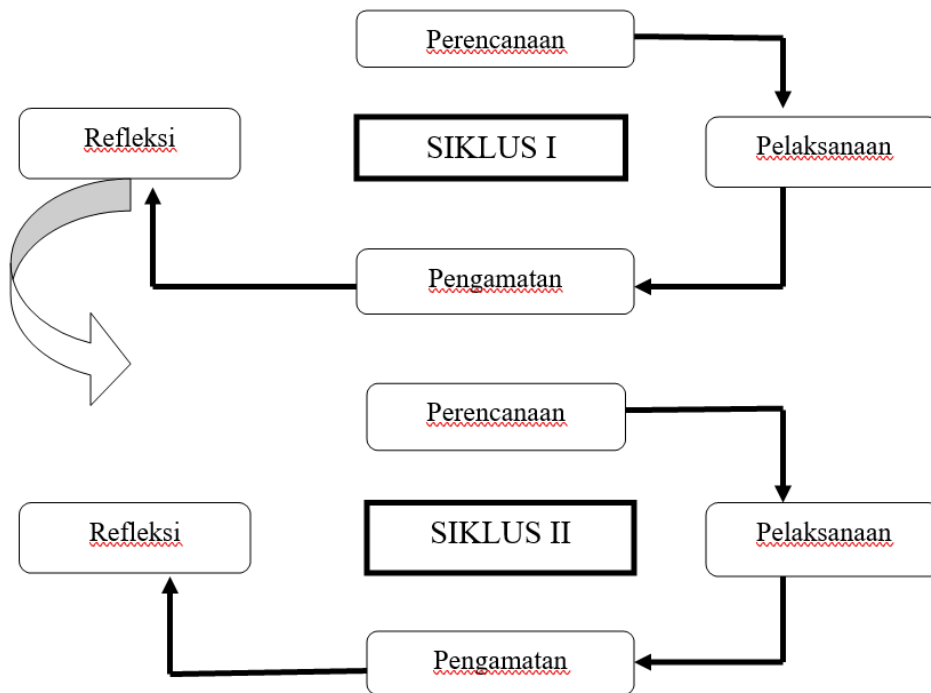 Perencanaan
Refleksi
SIKLUS I
Pelaksanaan
Pengamatan
Perencanaan
Refleksi
SIKLUS II
Pelaksanaan
Pengamatan